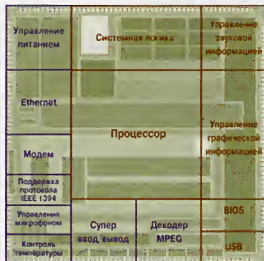 Управление
питанием
Системная логика
Управление
звуковой
информацией
Ethernet
Процессор
Управление
графической
информацией
Модем
Поддержка
протокола
IEEE 1394
Управление
микрофоном
Контроль
температуры
Супер
ввод/вывод
Декодер
MPEG
BIOS
USB